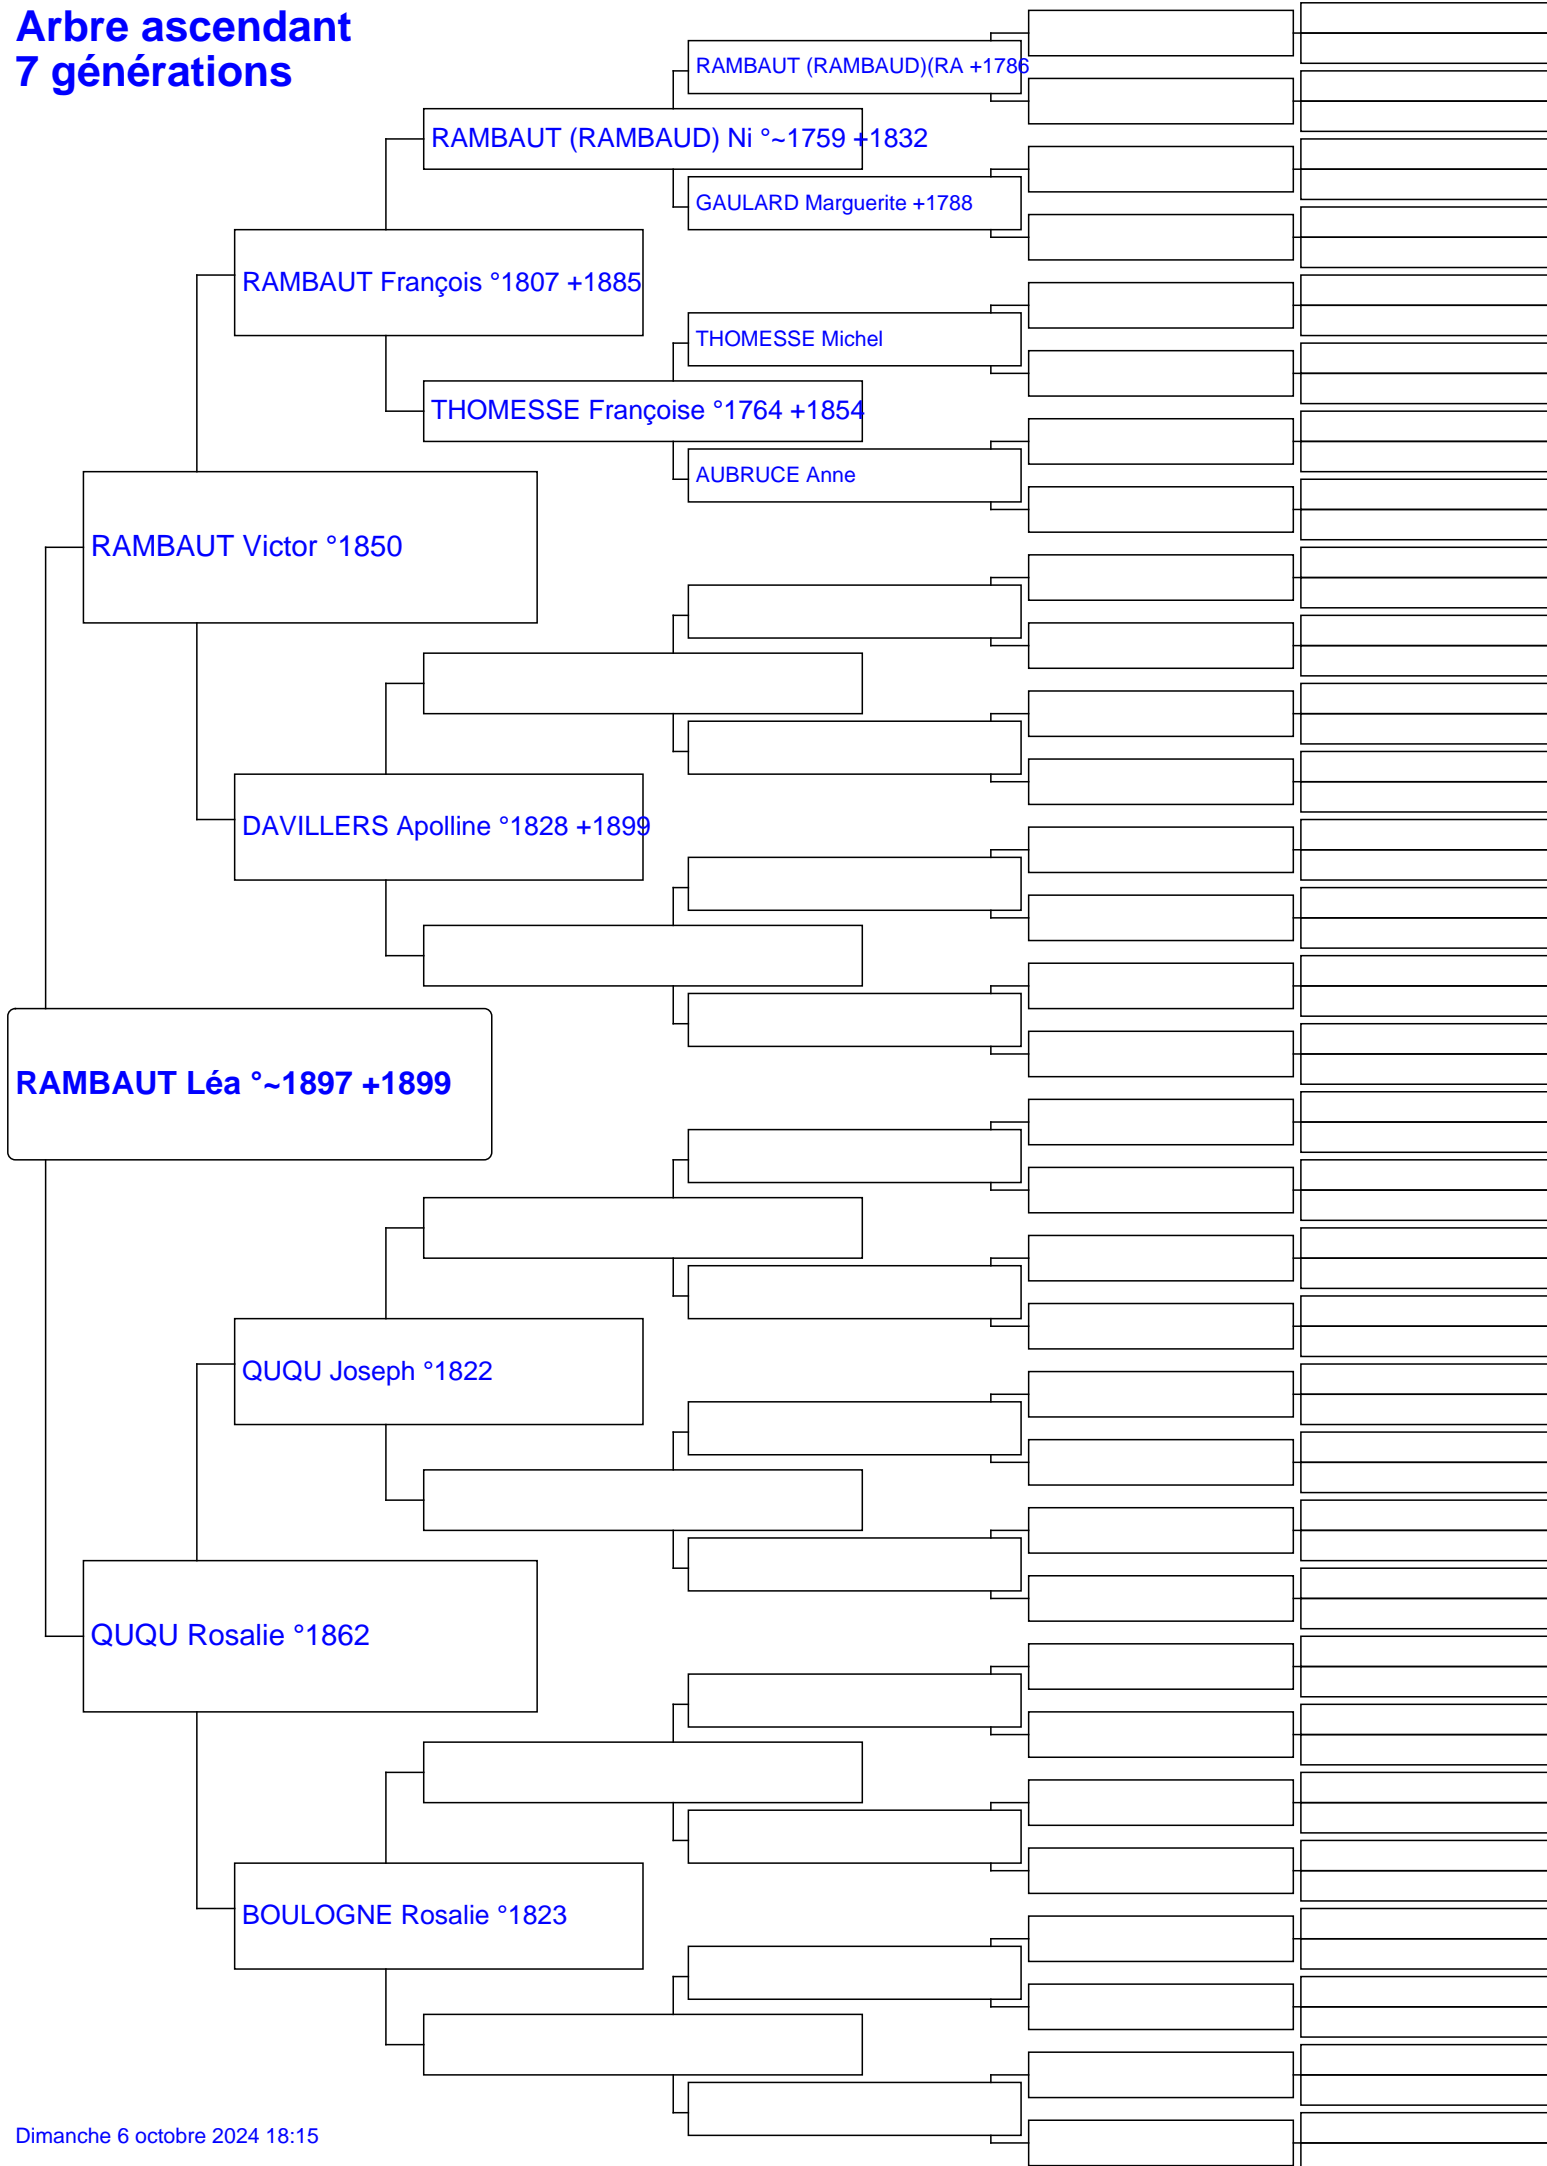 Arbre ascendant
7 générations
RAMBAUT (RAMBAUD)(RA +1786
RAMBAUT (RAMBAUD) Ni °~1759 +1832
GAULARD Marguerite +1788
RAMBAUT François °1807 +1885
THOMESSE Michel
THOMESSE Françoise °1764 +1854
AUBRUCE Anne
RAMBAUT Victor °1850
DAVILLERS Apolline °1828 +1899
RAMBAUT Léa °~1897 +1899
QUQU Joseph °1822
QUQU Rosalie °1862
BOULOGNE Rosalie °1823
Dimanche 6 octobre 2024 18:15